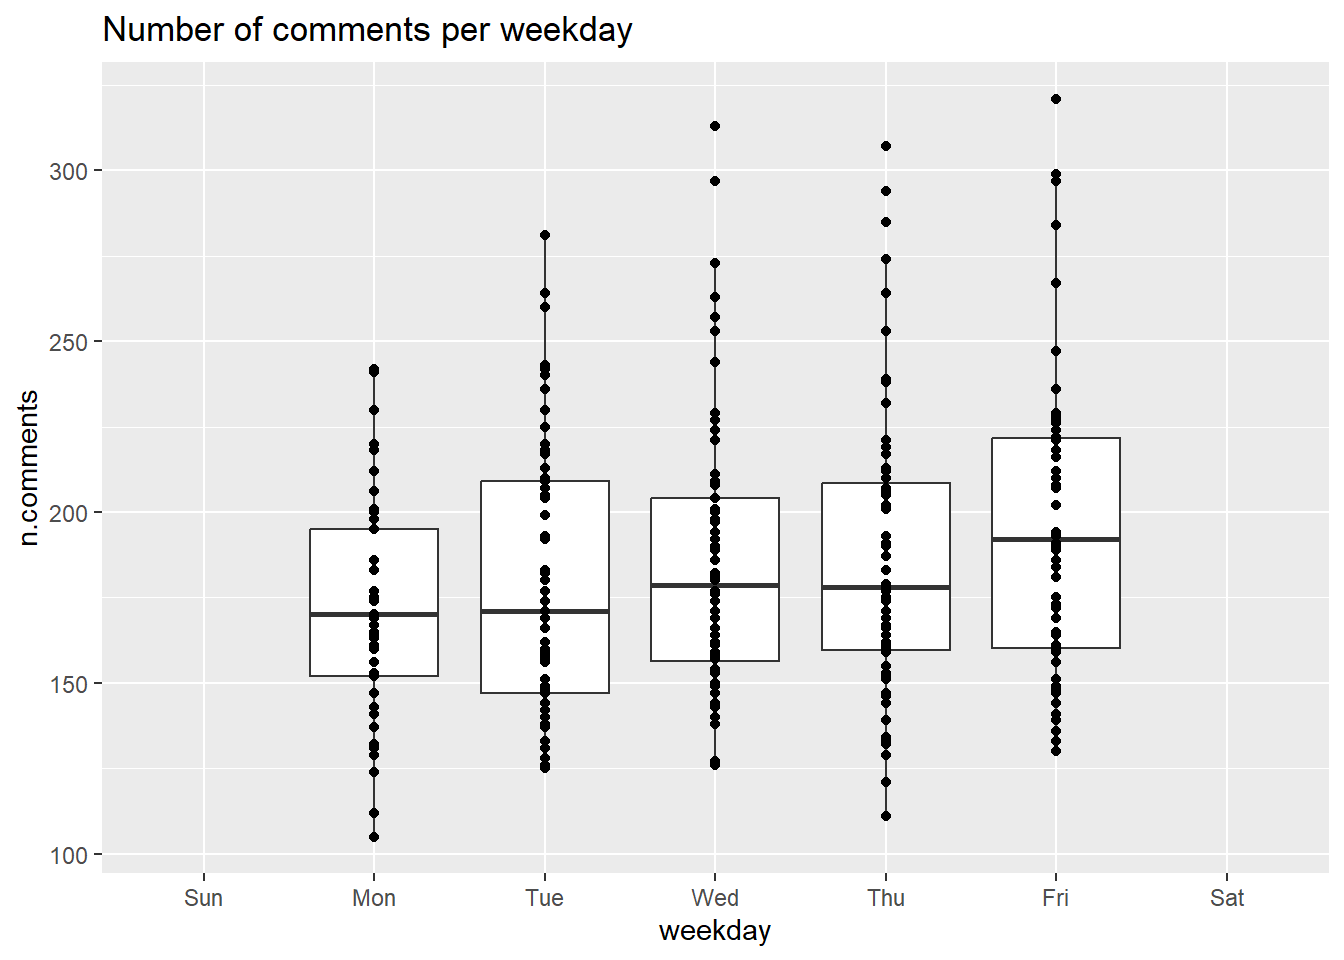 Number of comments per weekday
n.comments
300
250
200
150
100
Sun Mon Tue Wed Thu Fri Sat
weekday